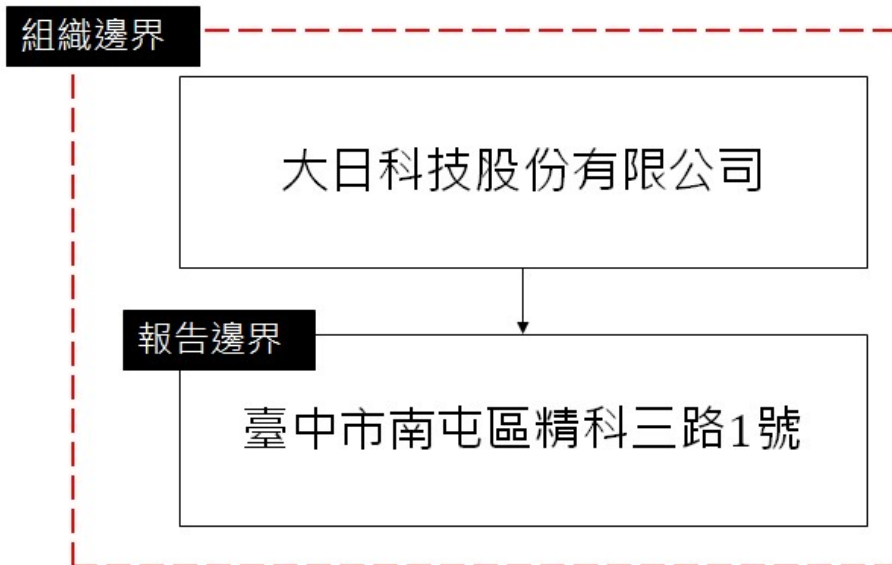 組織邊界
大日科技股份有限公司
報告邊界
臺中市南屯區精科三路1號